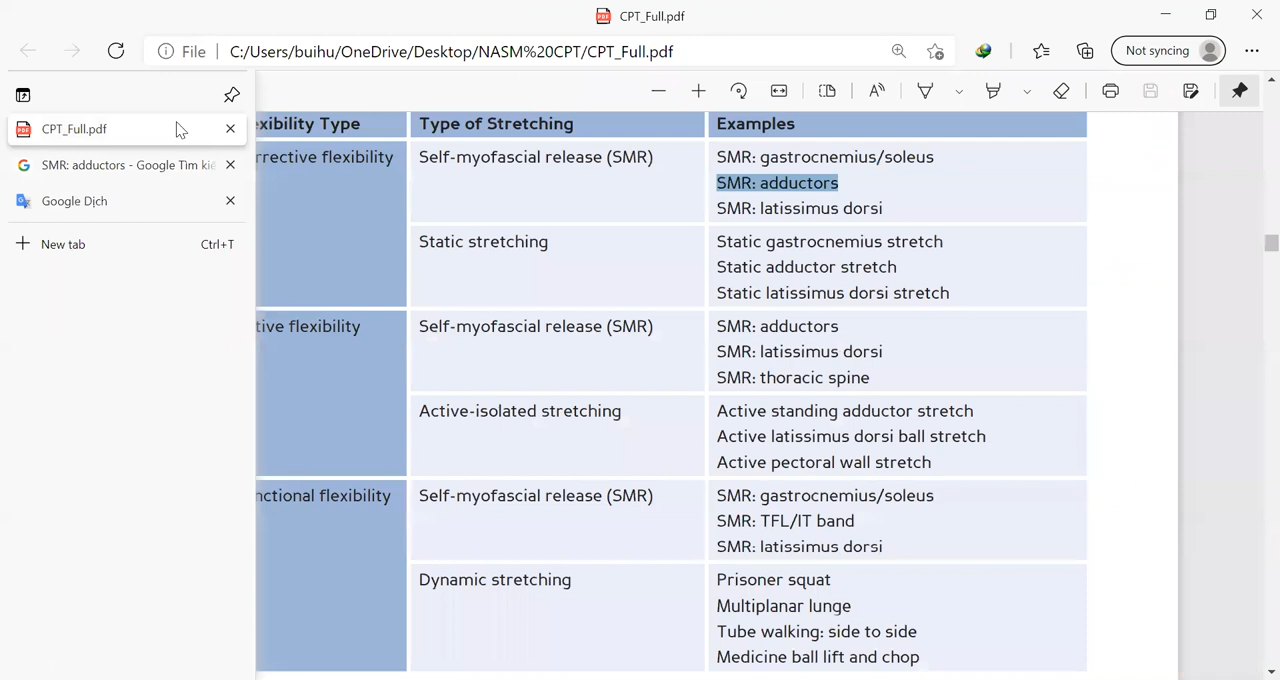 CPT_Full.pdf
File
C:/Users/buihu/OneDrive/Desktop/NASM%20CPT/CPT_Full.pdf
Not syncing
CPT_Full.pdf
SMR: adductors - Google Tìm kiế
Google Dịch
New tab
Ctrl+T
exibility Type
Type of Stretching
Examples
rrective flexibility
Self-myofascial release (SMR)
SMR: gastrocnemius/soleus
SMR: adductors
SMR: latissimus dorsi
Static stretching
Static gastrocnemius stretch
Static adductor stretch
Static latissimus dorsi stretch
tive flexibility
Self-myofascial release (SMR)
SMR: adductors
SMR: latissimus dorsi
SMR: thoracic spine
Active-isolated stretching
Active standing adductor stretch
Active latissimus dorsi ball stretch
Active pectoral wall stretch
nctional flexibility
Self-myofascial release (SMR)
SMR: gastrocnemius/soleus
SMR: TFL/IT band
SMR: latissimus dorsi
Dynamic stretching
Prisoner squat
Multiplanar lunge
Tube walking: side to side
Medicine ball lift and chop